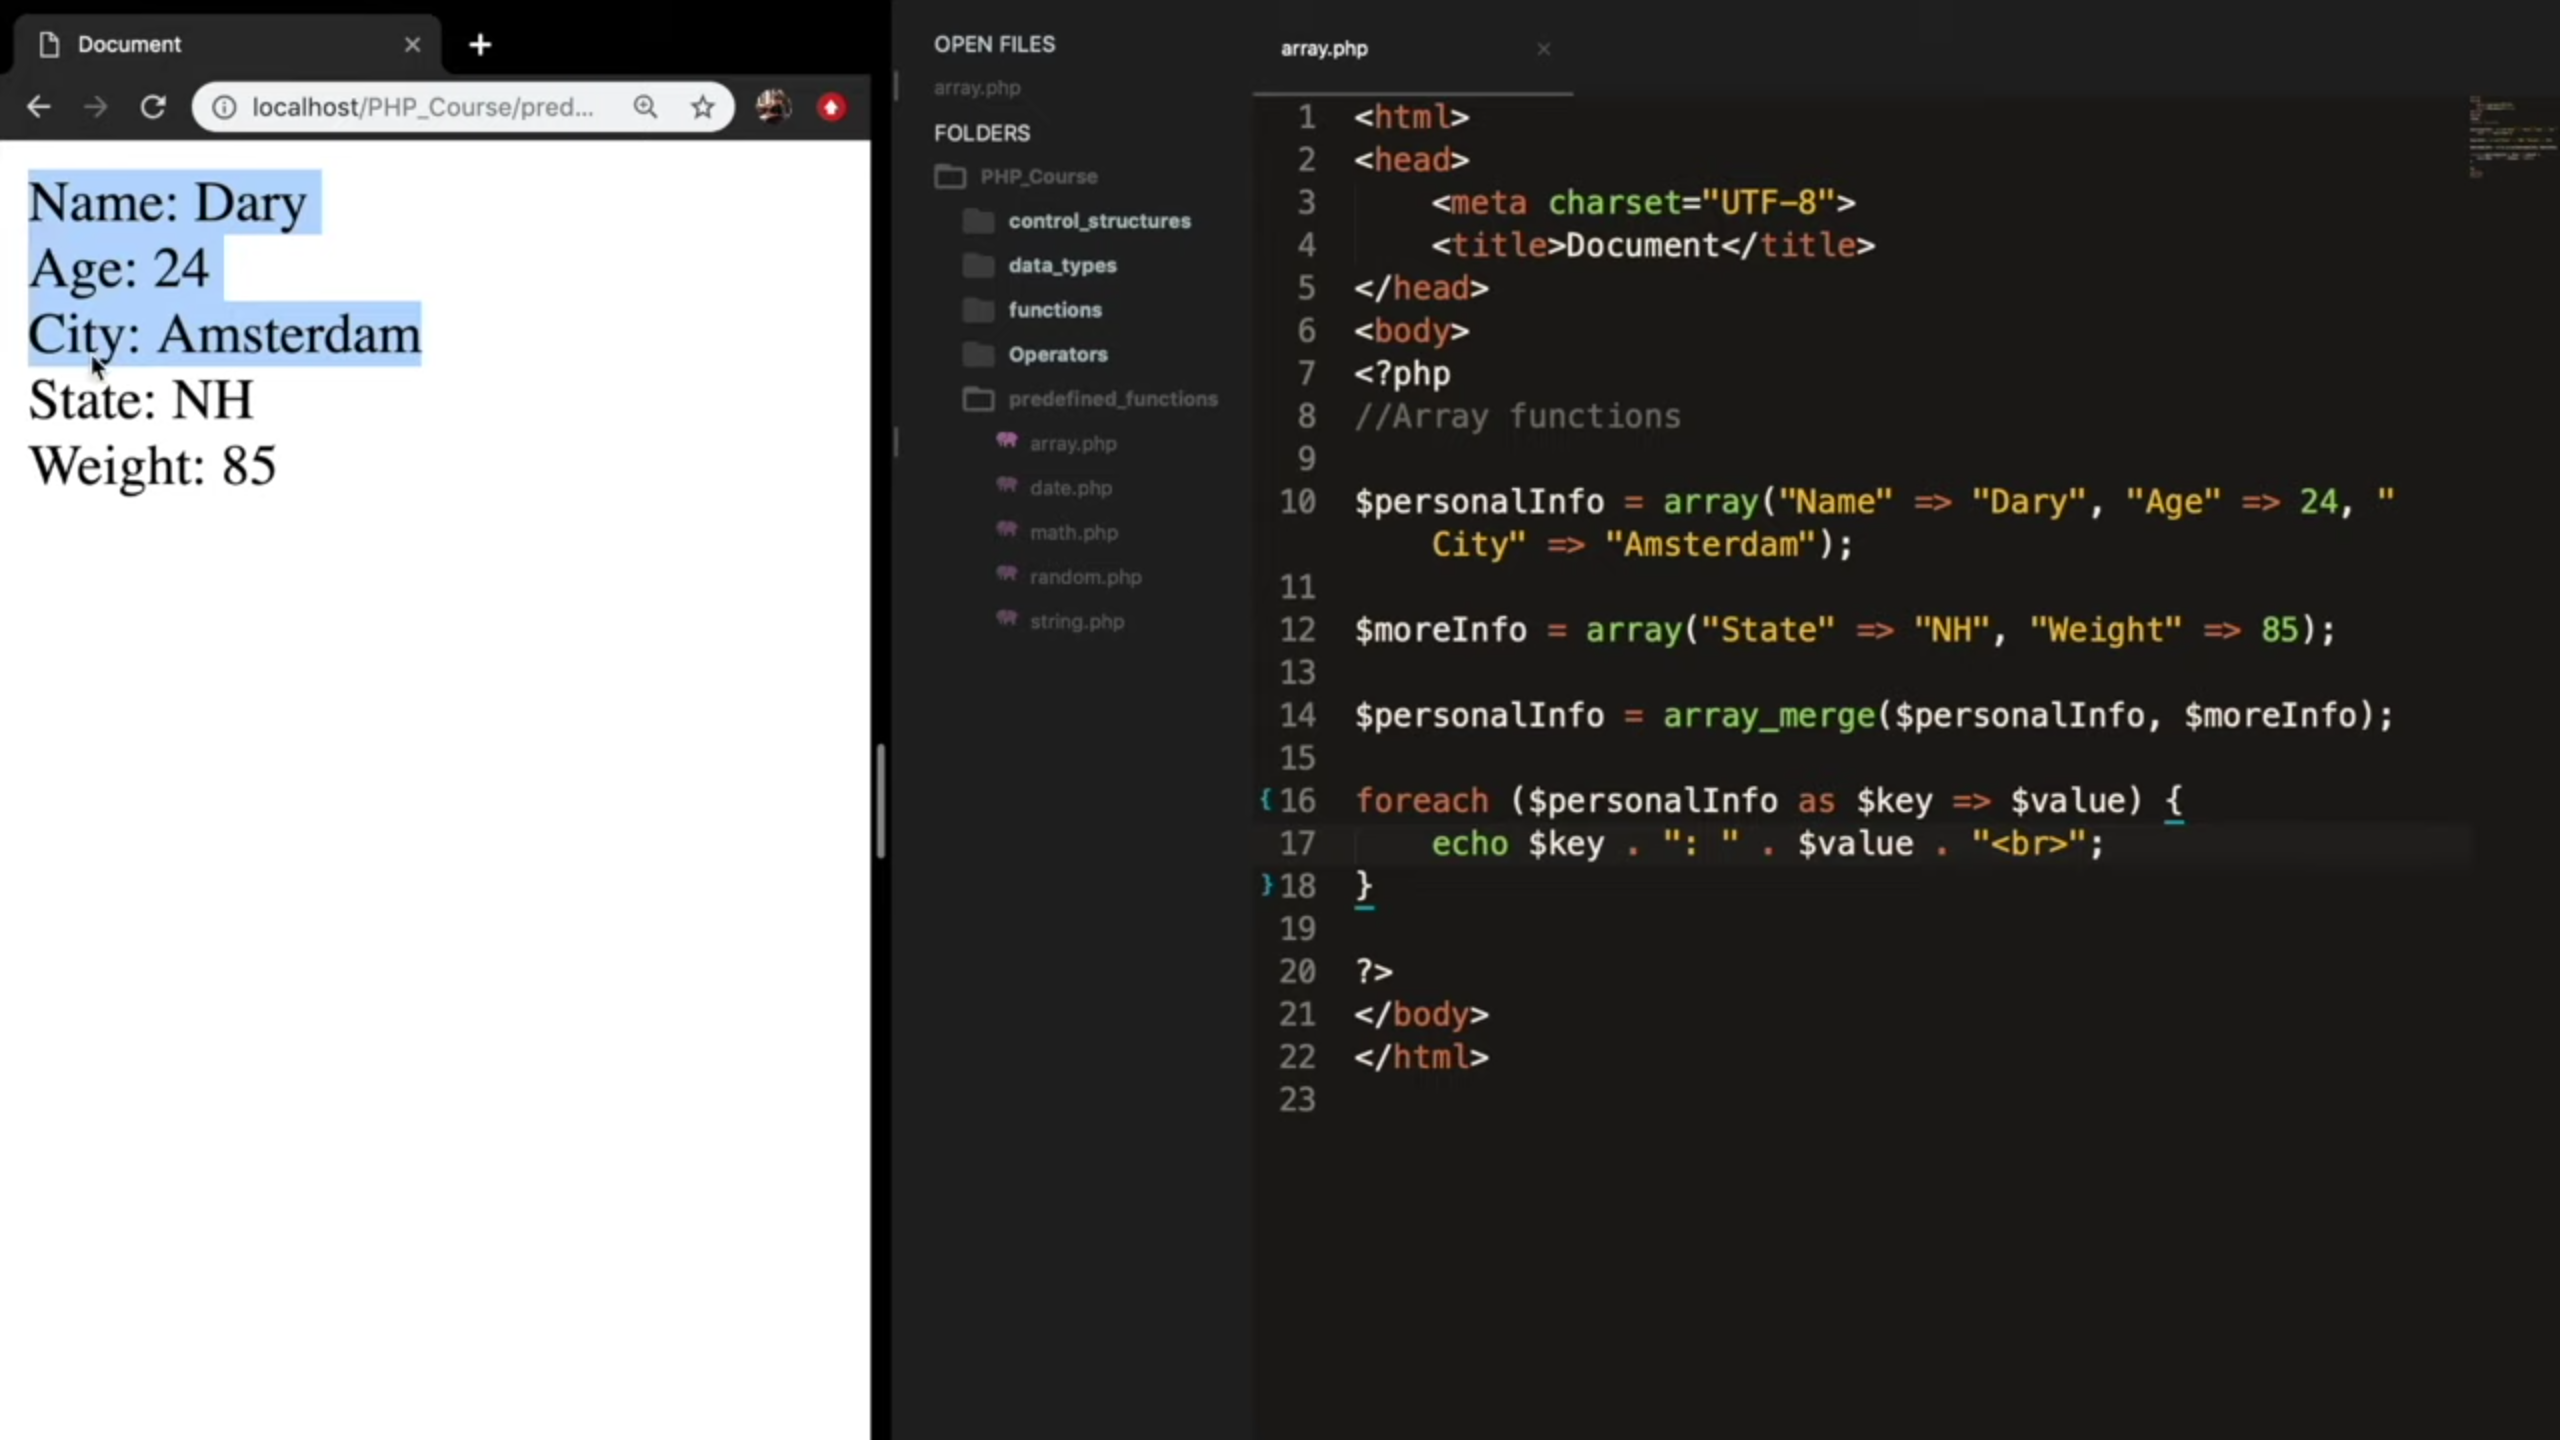 Document
localhost/PHP_Course/pred...
Name: Dary
Age: 24
City: Amsterdam
State: NH
Weight: 85
OPEN FILES
array.php
FOLDERS
PHP_Course
control_structures
data_types
functions
Operators
predefined_functions
array.php
date.php
math.php
random.php
string.php
array.php
1 <html>
2 <head>
3 <meta charset="UTF-8">
4 <title>Document</title>
5 </head>
6 <body>
7 <?php
8 //Array functions
9
10 $personalInfo = array("Name" => "Dary", "Age" => 24, "
City" => "Amsterdam");
11
12 $moreInfo = array("State" => "NH", "Weight" => 85);
13
14 $personalInfo = array_merge($personalInfo, $moreInfo);
15
{ 16 foreach ($personalInfo as $key => $value) {
17 echo $key . ": " . $value . "<br>";
} 18 }
19
20 ?>
21 </body>
22 </html>
23